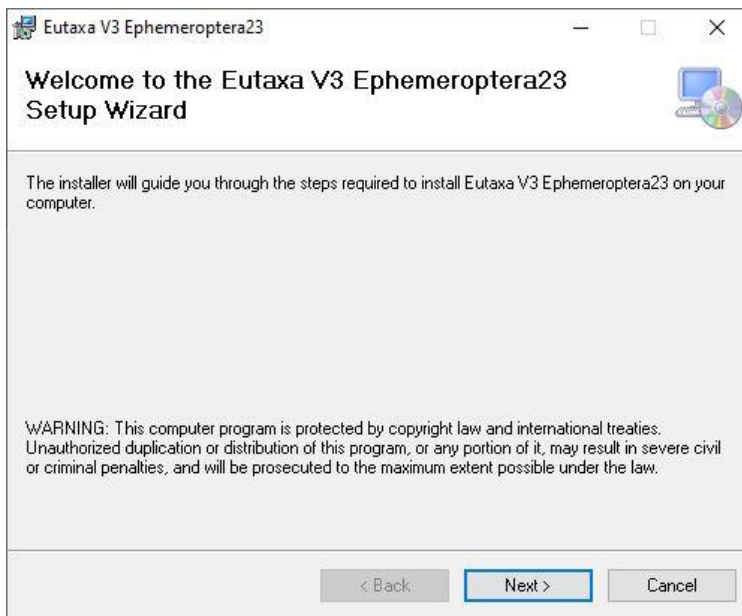 Eutaxa V3 Ephemeroptera23
Welcome to the Eutaxa V3 Ephemeroptera23
Setup Wizard
The installer will guide you through the steps required to install Eutaxa V3 Ephemeroptera23 on your
computer.
WARNING: This computer program is protected by copyright law and international treaties.
Unauthorized duplication or distribution of this program, or any portion of it, may result in severe civil
or criminal penalties, and will be prosecuted to the maximum extent possible under the law.
< Back Next > Cancel